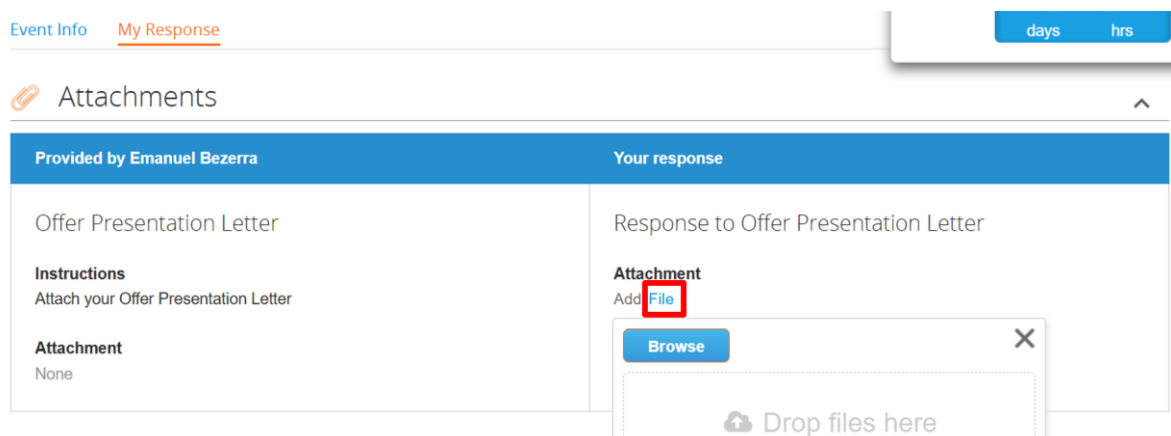 Event Info My Response
days hrs
Attachments
Provided by Emanuel Bezerra
Your response
Offer Presentation Letter
Instructions
Attach your Offer Presentation Letter
Attachment
None
Response to Offer Presentation Letter
Attachment
Add File
Browse
Drop files here